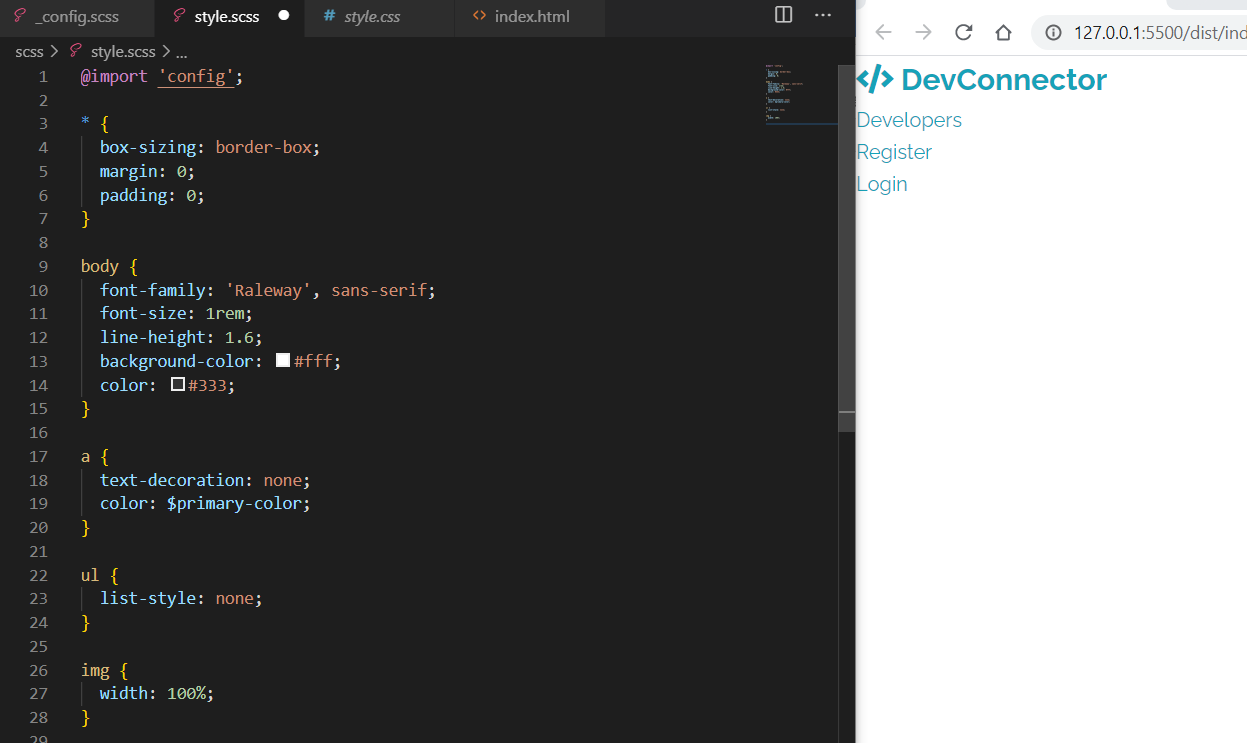 _config.scss style.scss style.css index.html
scss style.scss ...
1 @import 'config';
2
3 * {
4 box-sizing: border-box;
5 margin: 0;
6 padding: 0;
7 }
8
9 body {
10 font-family: 'Raleway', sans-serif;
11 font-size: 1rem;
12 line-height: 1.6;
13 background-color: #fff;
14 color: #333;
15 }
16
17 a {
18 text-decoration: none;
19 color: $primary-color;
20 }
21
22 ul {
23 list-style: none;
24 }
25
26 img {
27 width: 100%;
28 }
29
127.0.0.1:5500/dist/ind
</> DevConnector
Developers
Register
Login